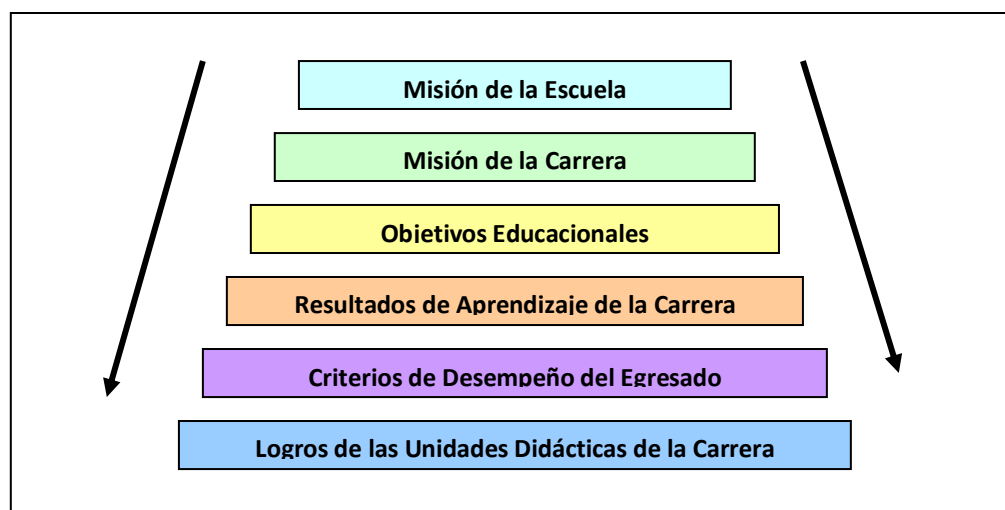 Misión de la Escuela
Misión de la Carrera
Objetivos Educacionales
Resultados de Aprendizaje de la Carrera
Criterios de Desempeño del Egresado
Logros de las Unidades Didácticas de la Carrera